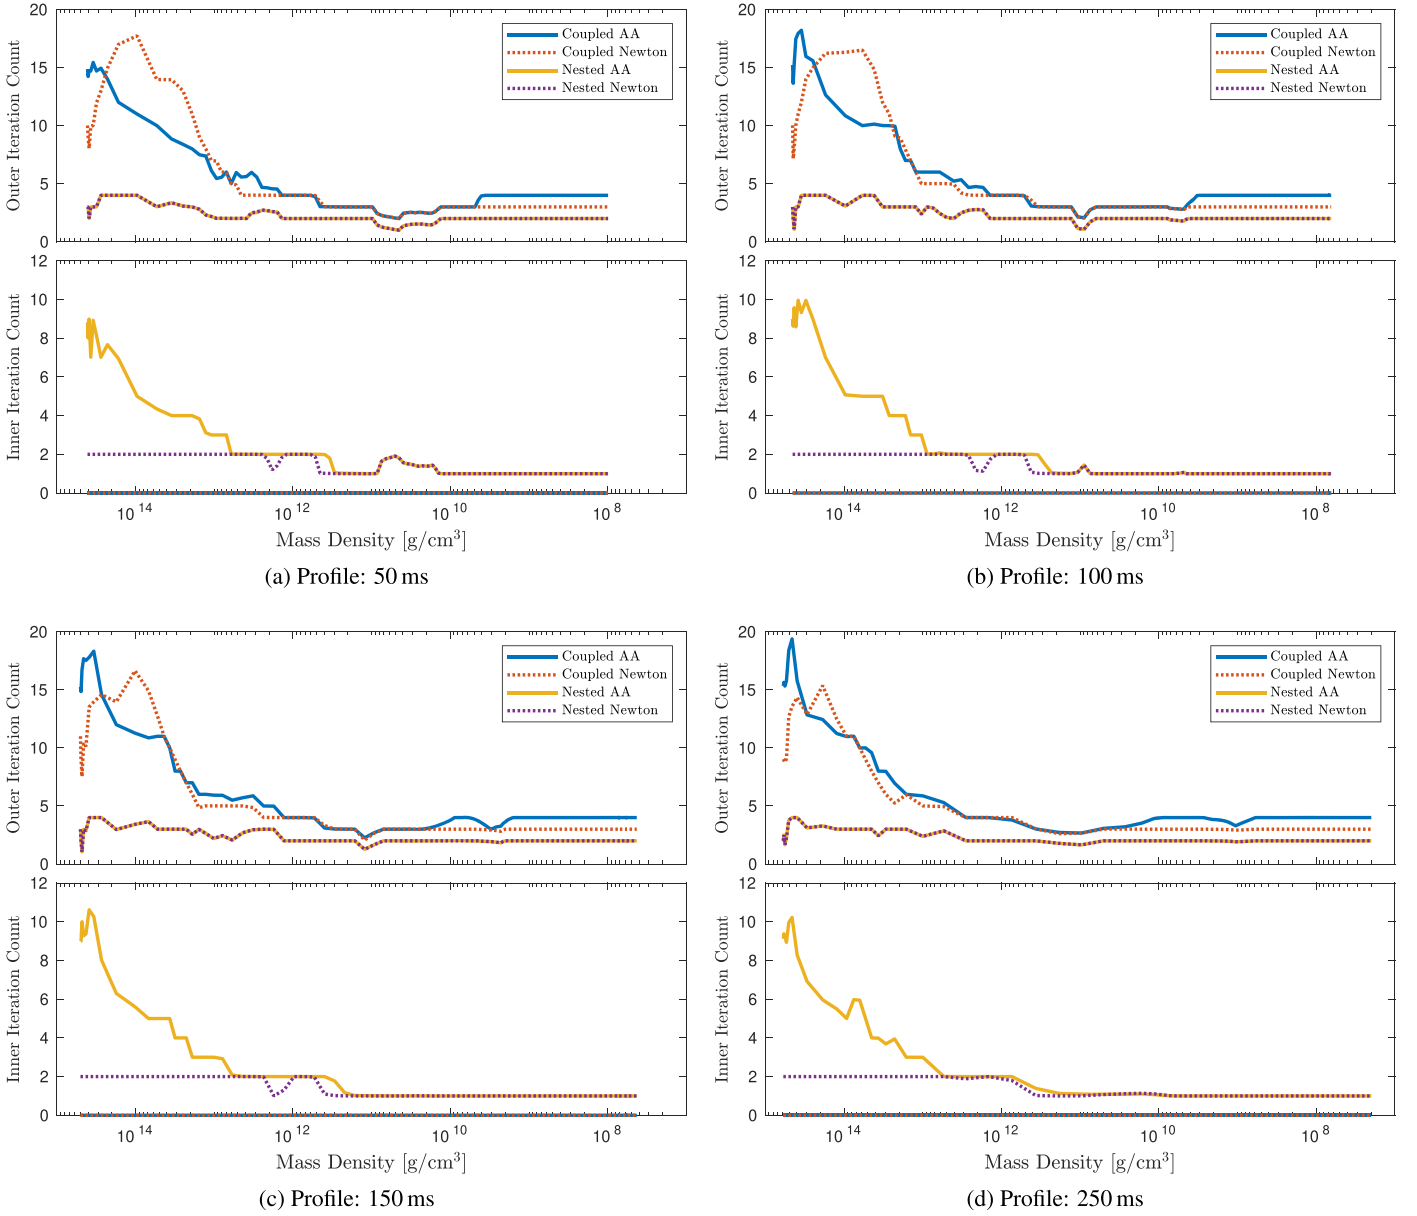 20
15
10
5
0
Outer Iteration Count
Coupled AA
Coupled Newton
Nested AA
Nested Newton
12
10
8
6
4
2
0
Inner Iteration Count
10^14 10^12 10^10 10^8
Mass Density [g/cm^3]
(a) Profile: 50 ms
20
15
10
5
0
Outer Iteration Count
Coupled AA
Coupled Newton
Nested AA
Nested Newton
12
10
8
6
4
2
0
Inner Iteration Count
10^14 10^12 10^10 10^8
Mass Density [g/cm^3]
(b) Profile: 100 ms
20
15
10
5
0
Outer Iteration Count
Coupled AA
Coupled Newton
Nested AA
Nested Newton
12
10
8
6
4
2
0
Inner Iteration Count
10^14 10^12 10^10 10^8
Mass Density [g/cm^3]
(c) Profile: 150 ms
20
15
10
5
0
Outer Iteration Count
Coupled AA
Coupled Newton
Nested AA
Nested Newton
12
10
8
6
4
2
0
Inner Iteration Count
10^14 10^12 10^10 10^8
Mass Density [g/cm^3]
(d) Profile: 250 ms